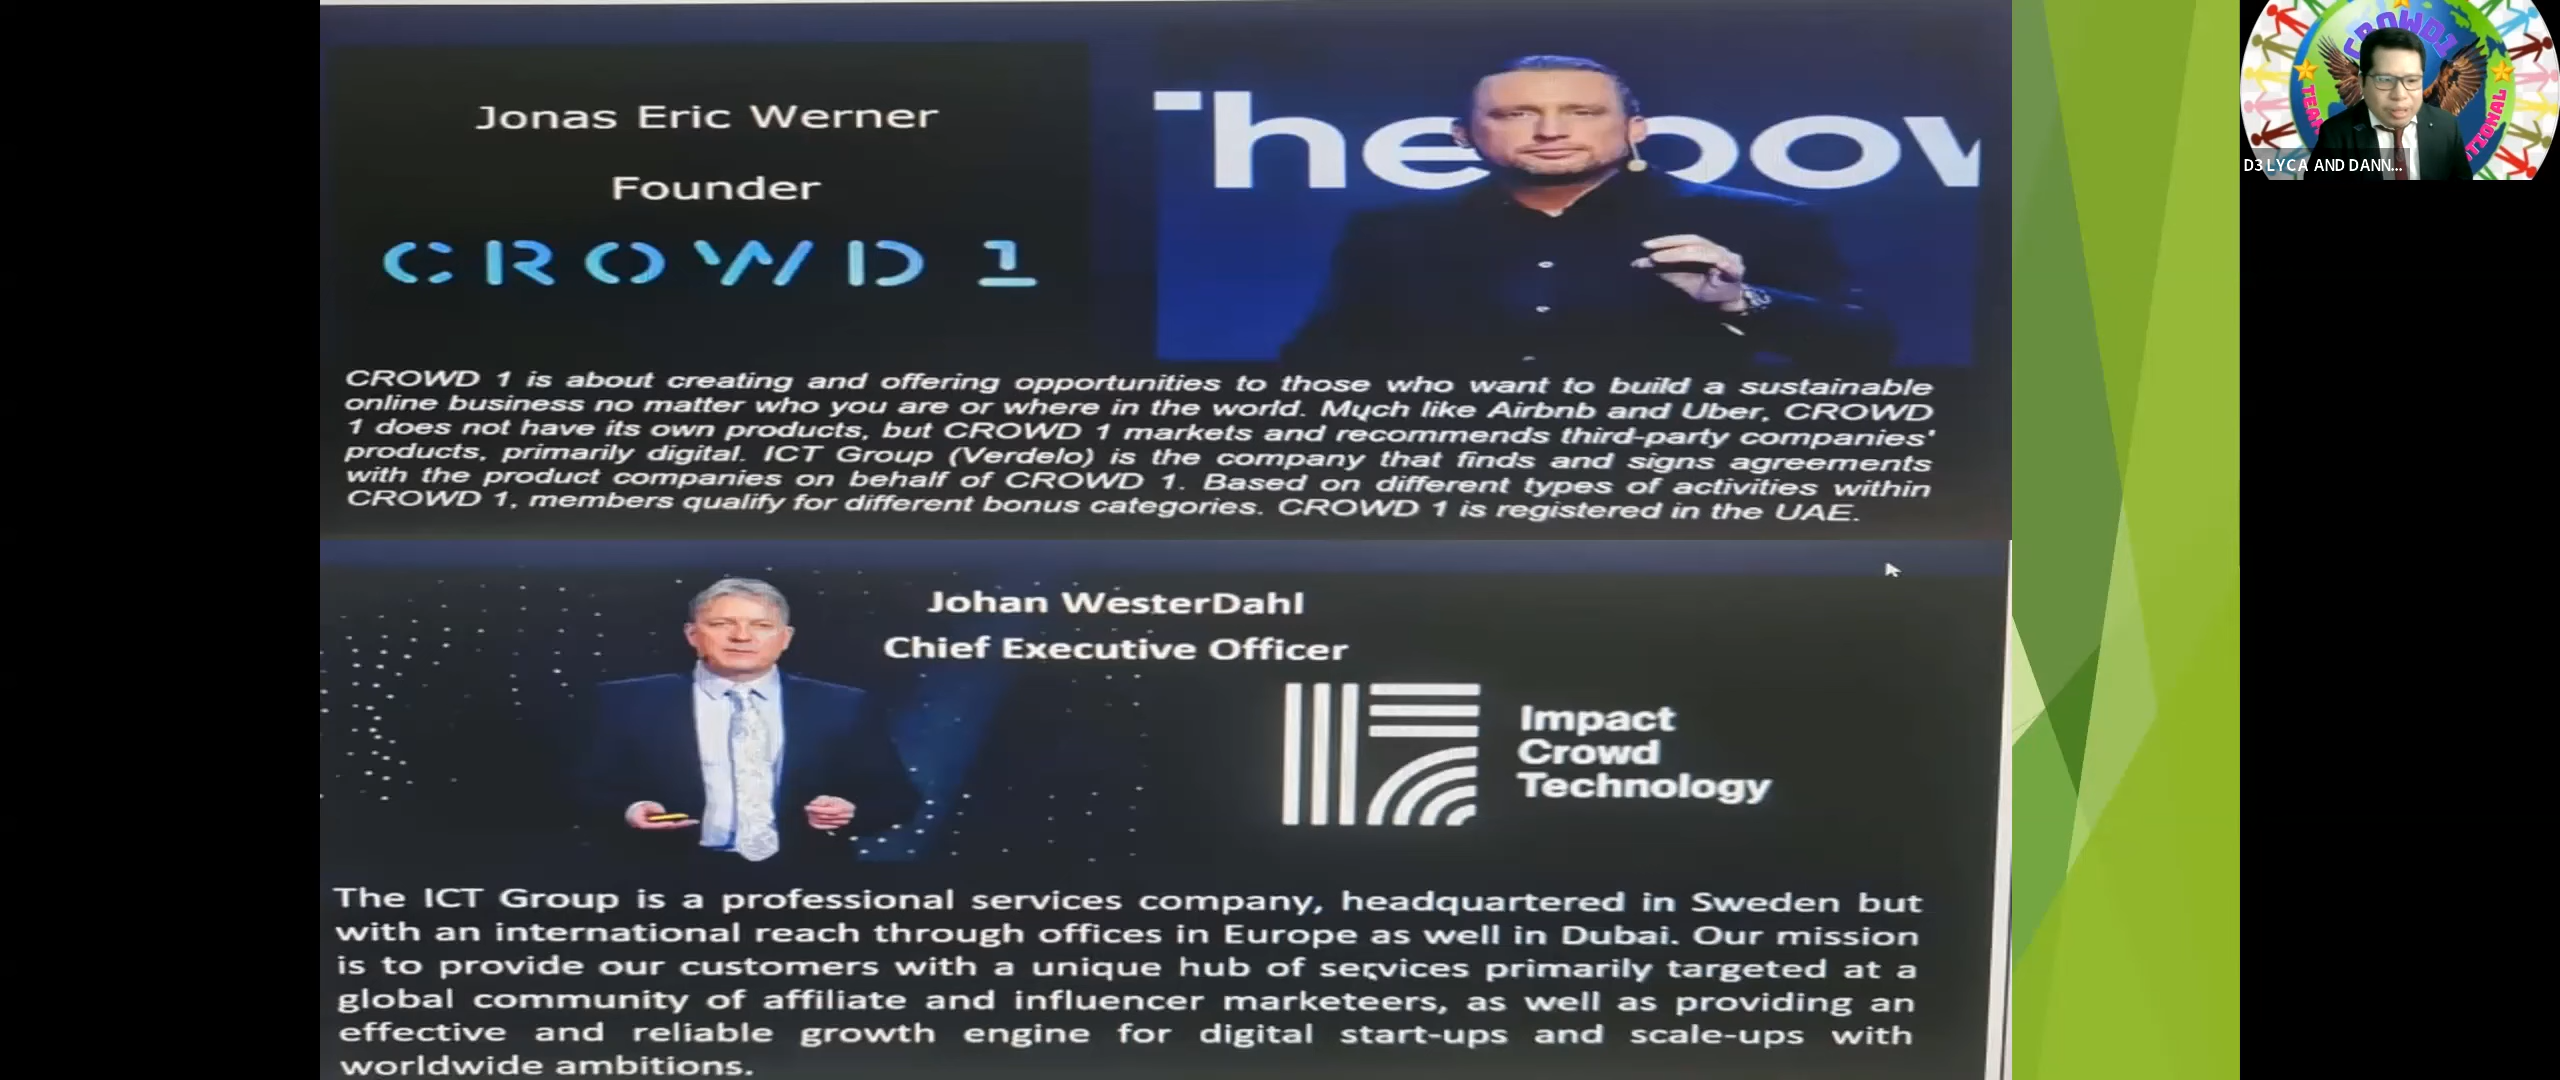 Jonas Eric Werner
Founder
CROWD 1
The pow
CROWD 1 is about creating and offering opportunities to those who want to build a sustainable
online business no matter who you are or where in the world. Much like Airbnb and Uber, CROWD
1 does not have its own products, but CROWD 1 markets and recommends third-party companies'
products, primarily digital. ICT Group (Verdelo) is the company that finds and signs agreements
with the product companies on behalf of CROWD 1. Based on different types of activities within
CROWD 1, members qualify for different bonus categories. CROWD 1 is registered in the UAE.
Johan WesterDahl
Chief Executive Officer
Impact
Crowd
Technology
The ICT Group is a professional services company, headquartered in Sweden but
with an international reach through offices in Europe as well in Dubai. Our mission
is to provide our customers with a unique hub of services primarily targeted at a
global community of affiliate and influencer marketeers, as well as providing an
effective and reliable growth engine for digital start-ups and scale-ups with
worldwide ambitions.
CROWD1
D3 LYCA AND DANN...